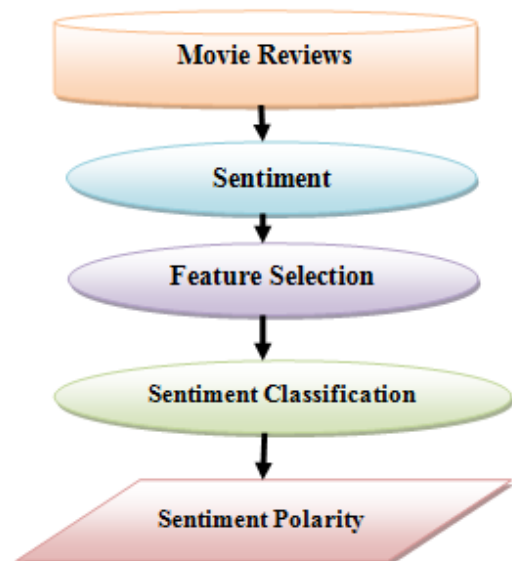 Movie Reviews
Sentiment
Feature Selection
Sentiment Classification
Sentiment Polarity